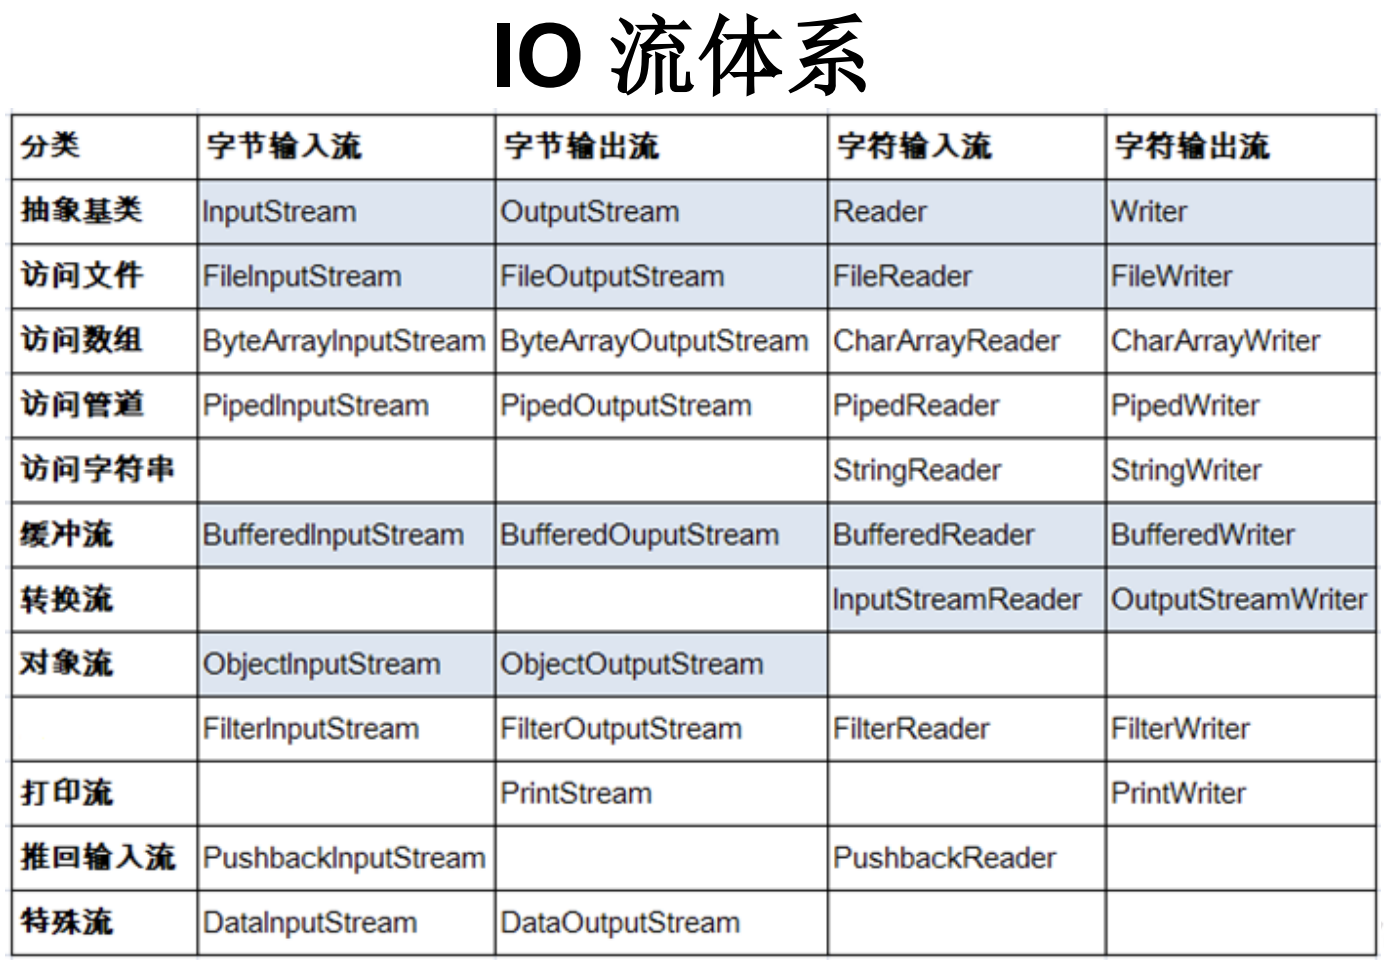 IO 流体系
分类 字节输入流 字节输出流 字符输入流 字符输出流
抽象基类 InputStream OutputStream Reader Writer
访问文件 FileInputStream FileOutputStream FileReader FileWriter
访问数组 ByteArrayInputStream ByteArrayOutputStream CharArrayReader CharArrayWriter
访问管道 PipedInputStream PipedOutputStream PipedReader PipedWriter
访问字符串 StringReader StringWriter
缓冲流 BufferedInputStream BufferedOuputStream BufferedReader BufferedWriter
转换流 InputStreamReader OutputStreamWriter
对象流 ObjectInputStream ObjectOutputStream
FilterInputStream FilterOutputStream FilterReader FilterWriter
打印流 PrintStream PrintWriter
推回输入流 PushbackInputStream PushbackReader
特殊流 DataInputStream DataOutputStream